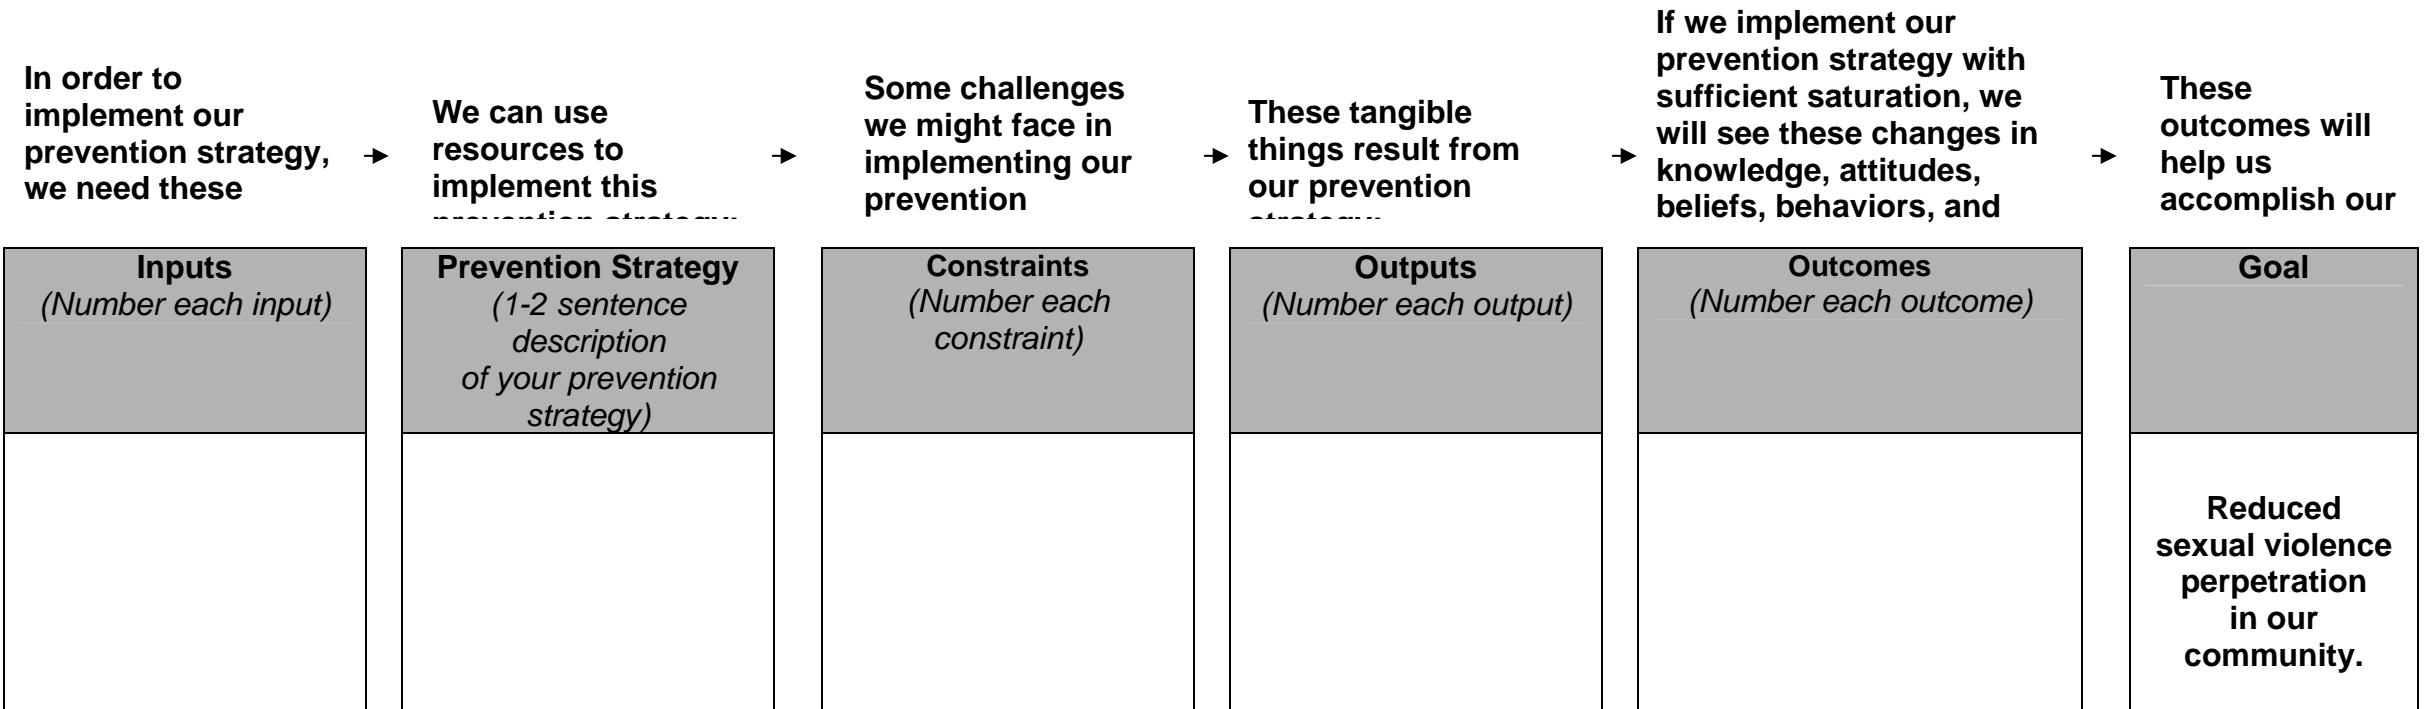 In order to
implement our
prevention strategy,
we need these
We can use
resources to
implement this
prevention strategy:
Some challenges
we might face in
implementing our
prevention
These tangible
things result from
our prevention
strategy:
If we implement our
prevention strategy with
sufficient saturation, we
will see these changes in
knowledge, attitudes,
beliefs, behaviors, and
These
outcomes will
help us
accomplish our
Inputs
(Number each input)
Prevention Strategy
(1-2 sentence
description
of your prevention
strategy)
Constraints
(Number each
constraint)
Outputs
(Number each output)
Outcomes
(Number each outcome)
Goal
Reduced
sexual violence
perpetration
in our
community.